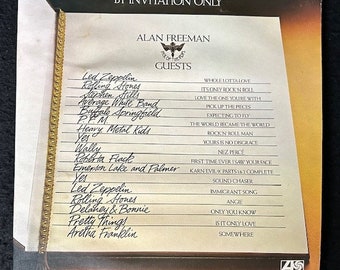 BY INVITATION ONLY
ALAN FREEMAN
GUESTS
Led Zeppelin WHOLE LOTTA LOVE
Rolling Stones IT'S ONLY ROCK N ROLL
Stephen Stills LOVE THE ONE YOU'RE WITH
Average White Band PICK UP THE PIECES
Buffalo Springfield EXPECTING TO FLY
P.F.M. THE WORLD BECAME THE WORLD
Heavy Metal Kids ROCK N' ROLL MAN
Yes YOURS IS NO DISGRACE
Wally NEZ PERCÉ
Roberta Flack FIRST TIME EVER I SAW YOUR FACE
Emerson Lake and Palmer KARN EVIL 9: PARTS 1 & 2 COMPLETE
Yes SOUND CHASER
Led Zeppelin IMMIGRANT SONG
Rolling Stones ANGIE
Delaney & Bonnie ONLY YOU KNOW
Pretty Things IS IT ONLY LOVE
Aretha Franklin SOMEWHERE